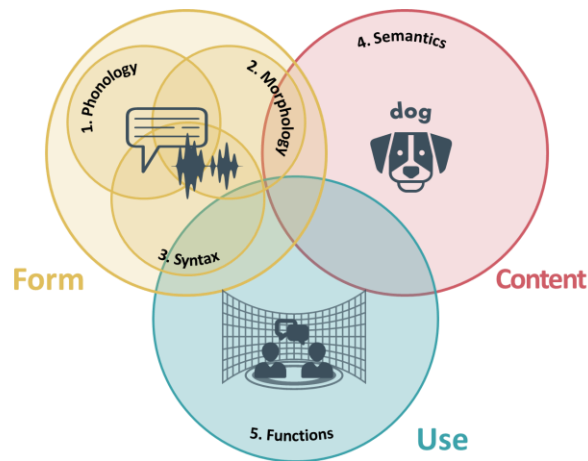 4. Semantics
1. Phonology
2. Morphology
dog
3. Syntax
Form
Content
5. Functions
Use